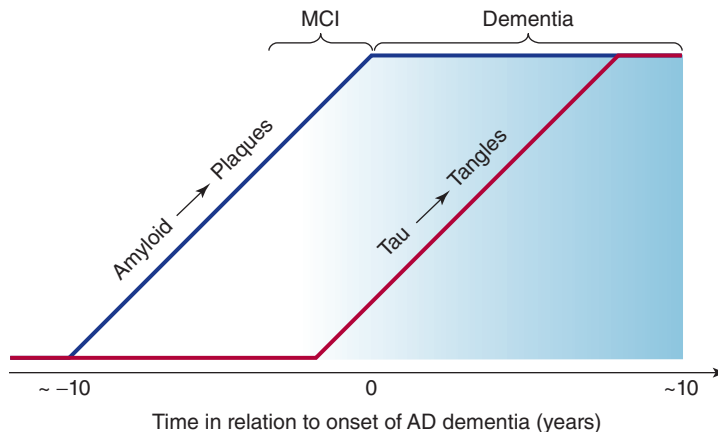 MCI
Dementia
Amyloid → Plaques
Tau → Tangles
~ –10
0
~10
Time in relation to onset of AD dementia (years)